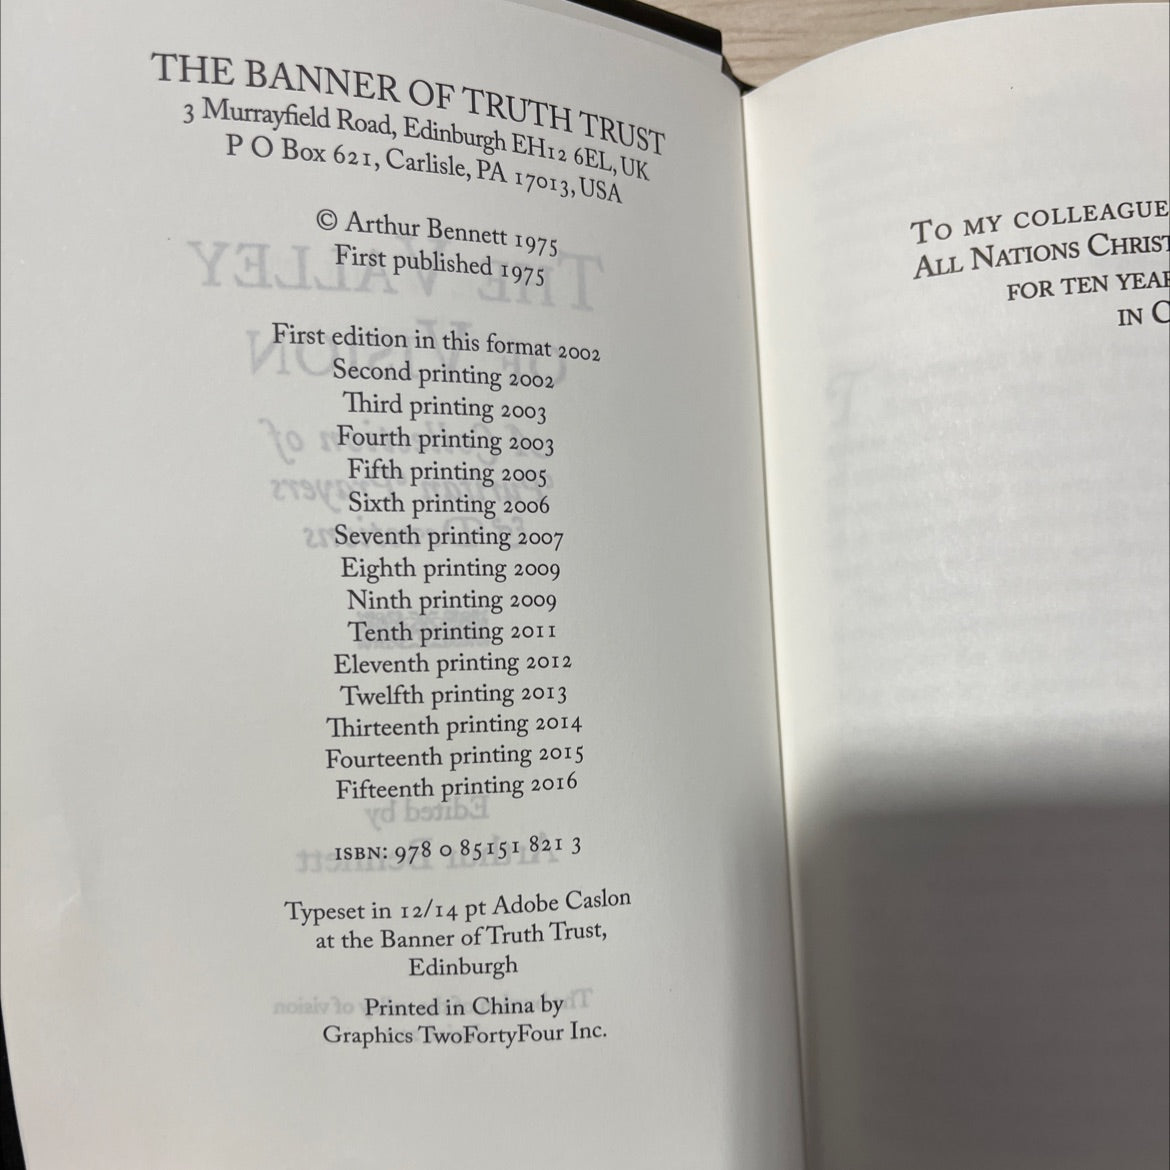 THE BANNER OF TRUTH TRUST
3 Murrayfield Road, Edinburgh EH12 6EL, UK
P O Box 621, Carlisle, PA 17013, USA
© Arthur Bennett 1975
First published 1975
First edition in this format 2002
Second printing 2002
Third printing 2003
Fourth printing 2003
Fifth printing 2005
Sixth printing 2006
Seventh printing 2007
Eighth printing 2009
Ninth printing 2009
Tenth printing 2011
Eleventh printing 2012
Twelfth printing 2013
Thirteenth printing 2014
Fourteenth printing 2015
Fifteenth printing 2016
ISBN: 978 0 85151 821 3
Typeset in 12/14 pt Adobe Caslon
at the Banner of Truth Trust,
Edinburgh
Printed in China by
Graphics TwoFortyFour Inc.
TO MY COLLEAGUE
ALL NATIONS CHRIST
FOR TEN YEAR
IN C